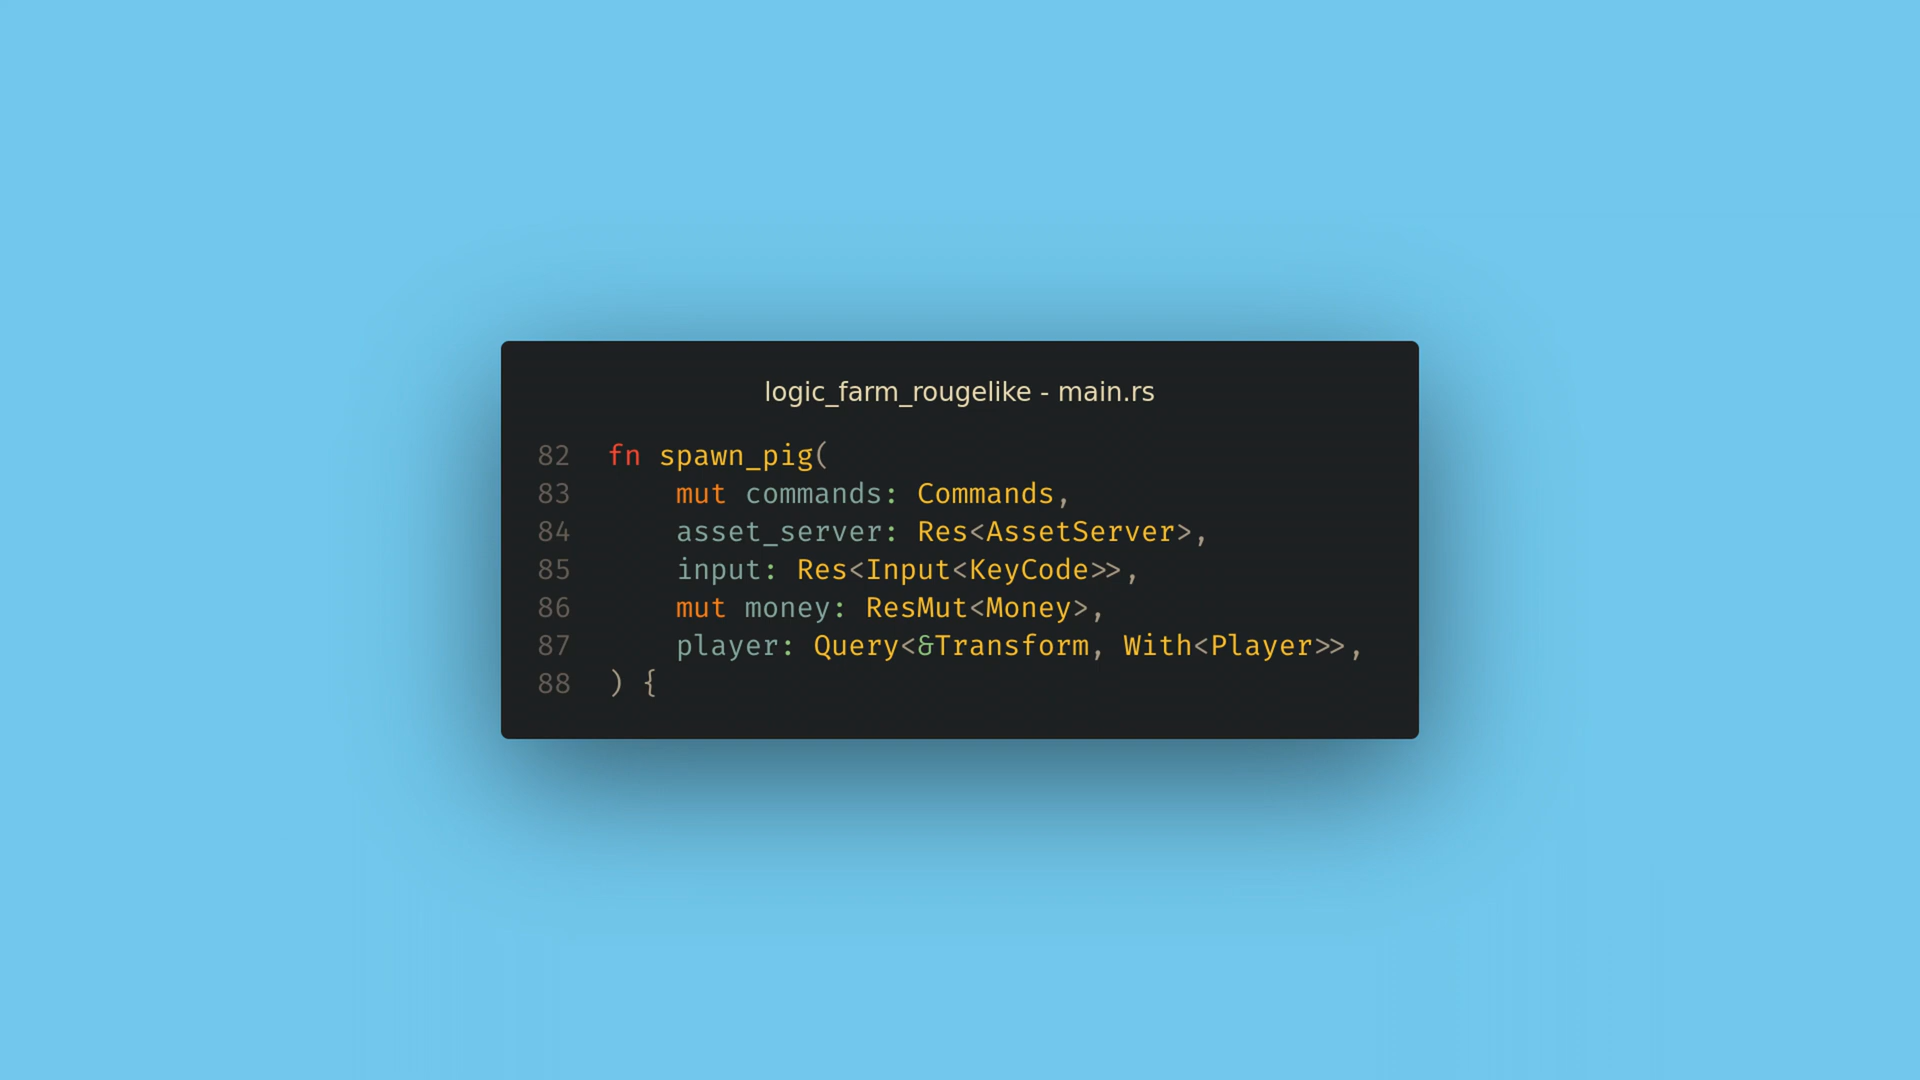 logic_farm_rougelike - main.rs
82 fn spawn_pig(
83     mut commands: Commands,
84     asset_server: Res<AssetServer>,
85     input: Res<Input<KeyCode>>,
86     mut money: ResMut<Money>,
87     player: Query<&Transform, With<Player>>,
88 ) {